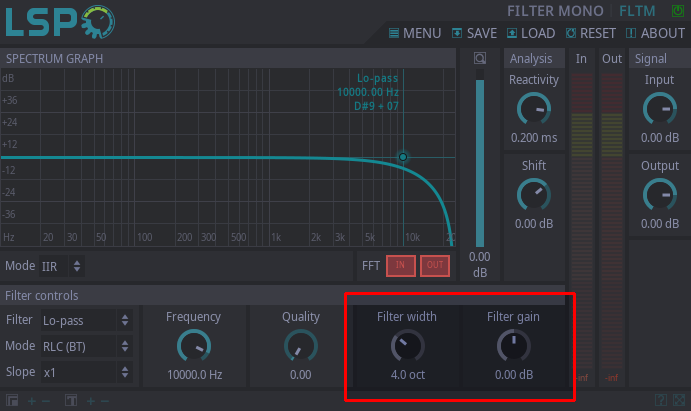 LSP
FILTER MONO FLTM
MENU SAVE LOAD RESET ABOUT
SPECTRUM GRAPH
Analysis
In
Out
Signal
dB
+36
+24
+12
-12
-24
-36
Lo-pass
10000.00 Hz
D#9 + 07
Hz 20 30 50 100 200 300 500 1k 2k 3k 5k 10k 20
0.00
dB
Reactivity
0.200 ms
Shift
0.00 dB
Input
0.00 dB
Output
0.00 dB
Mode IIR
FFT IN OUT
Filter controls
Filter Lo-pass
Mode RLC (BT)
Slope x1
Frequency
10000.0 Hz
Quality
0.00
Filter width
4.0 oct
Filter gain
0.00 dB
-inf
-inf